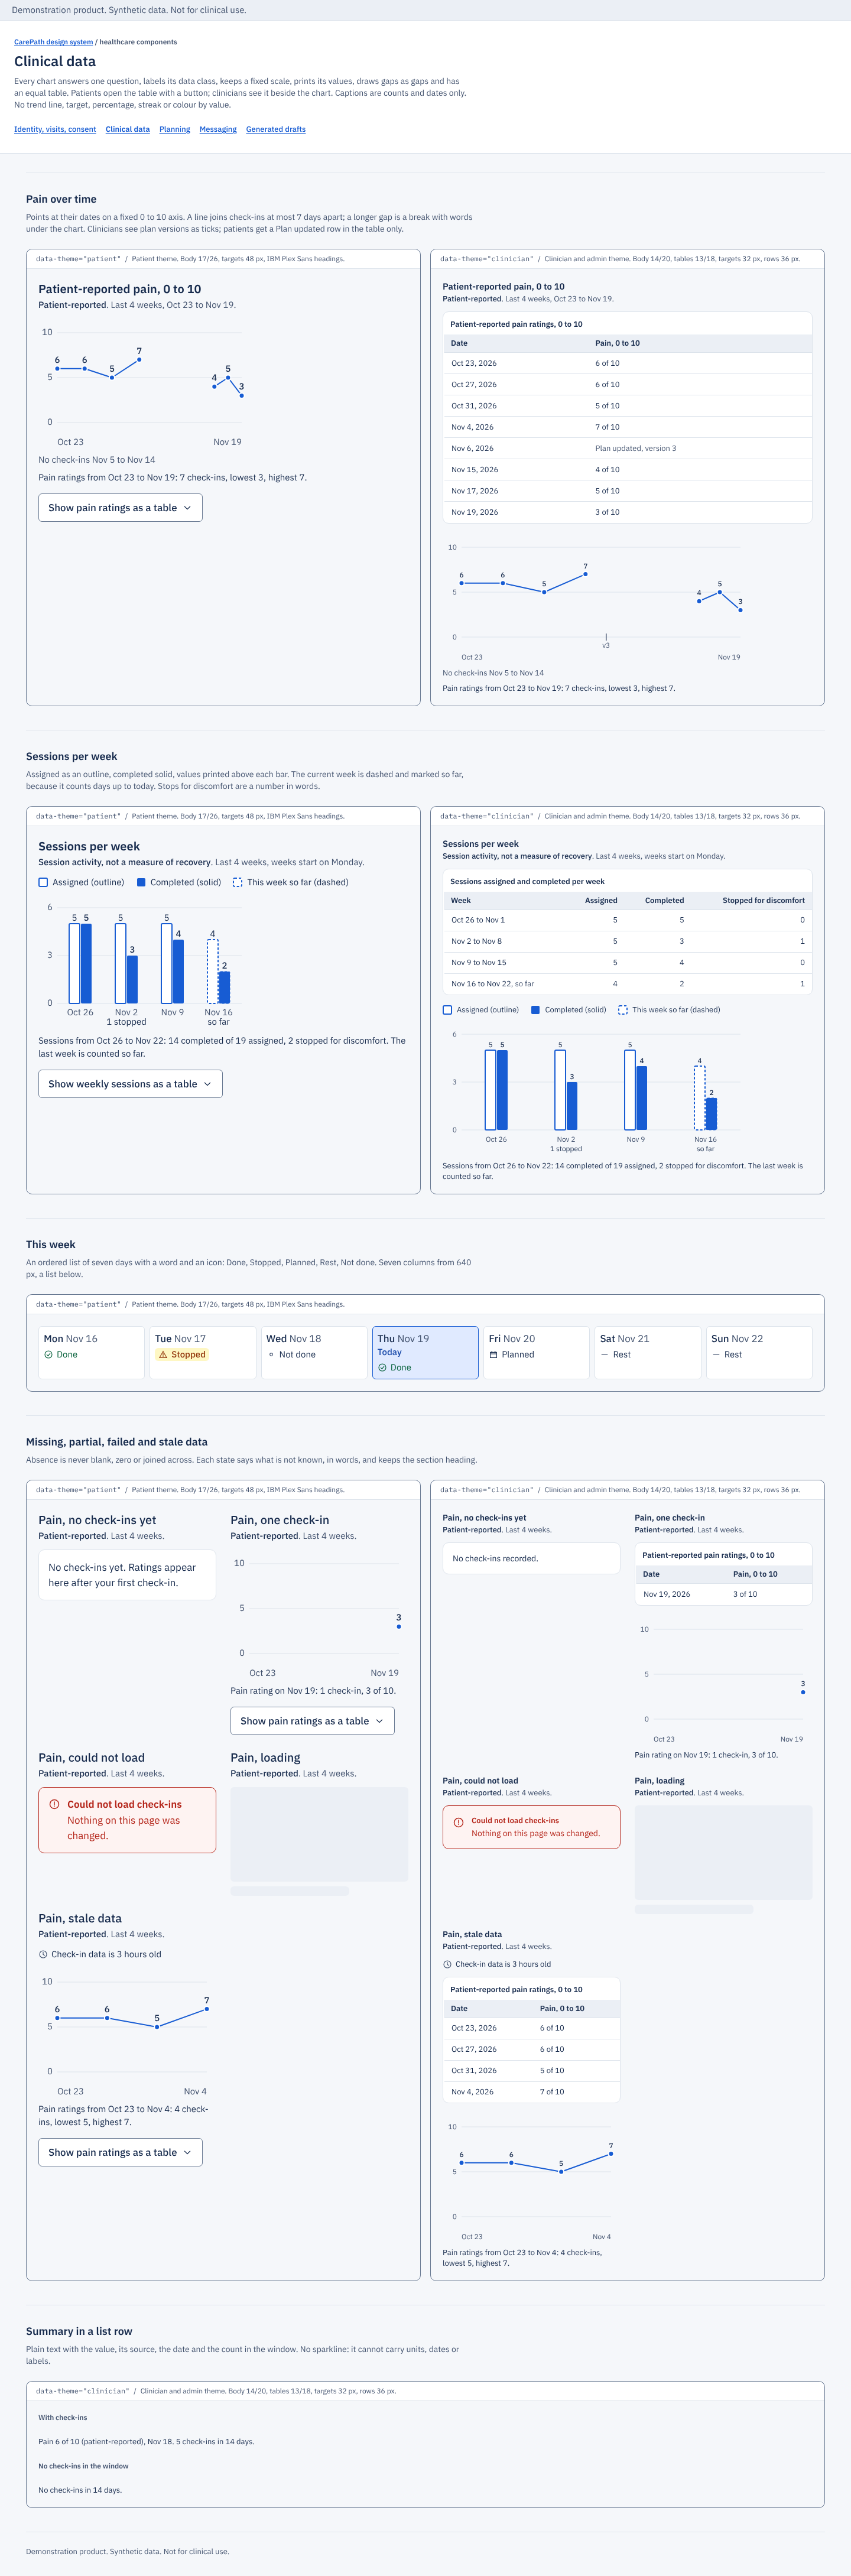 Demonstration product. Synthetic data. Not for clinical use.
CarePath design system / healthcare components
Clinical data
Every chart answers one question, labels its data class, keeps a fixed scale, prints its values, draws gaps as gaps and has
an equal table. Patients open the table with a button; clinicians see it beside the chart. Captions are counts and dates only.
No trend line, target, percentage, streak or colour by value.
Identity, visits, consent Clinical data Planning Messaging Generated drafts
Pain over time
Points at their dates on a fixed 0 to 10 axis. A line joins check-ins at most 7 days apart; a longer gap is a break with words
under the chart. Clinicians see plan versions as ticks; patients get a Plan updated row in the table only.
data-theme="patient" / Patient theme. Body 17/26, targets 48 px, IBM Plex Sans headings.
Patient-reported pain, 0 to 10
Patient-reported. Last 4 weeks, Oct 23 to Nov 19.
10
5
0
6 6 5 7 4 5 3
Oct 23 Nov 19
No check-ins Nov 5 to Nov 14
Pain ratings from Oct 23 to Nov 19: 7 check-ins, lowest 3, highest 7.
Show pain ratings as a table
data-theme="clinician" / Clinician and admin theme. Body 14/20, tables 13/18, targets 32 px, rows 36 px.
Patient-reported pain, 0 to 10
Patient-reported. Last 4 weeks, Oct 23 to Nov 19.
Patient-reported pain ratings, 0 to 10
Date Pain, 0 to 10
Oct 23, 2026 6 of 10
Oct 27, 2026 6 of 10
Oct 31, 2026 5 of 10
Nov 4, 2026 7 of 10
Nov 6, 2026 Plan updated, version 3
Nov 15, 2026 4 of 10
Nov 17, 2026 5 of 10
Nov 19, 2026 3 of 10
10
5
0
6 6 5 7 4 5 3
v3
Oct 23 Nov 19
No check-ins Nov 5 to Nov 14
Pain ratings from Oct 23 to Nov 19: 7 check-ins, lowest 3, highest 7.
Sessions per week
Assigned as an outline, completed solid, values printed above each bar. The current week is dashed and marked so far,
because it counts days up to today. Stops for discomfort are a number in words.
data-theme="patient" / Patient theme. Body 17/26, targets 48 px, IBM Plex Sans headings.
Sessions per week
Session activity, not a measure of recovery. Last 4 weeks, weeks start on Monday.
Assigned (outline) Completed (solid) This week so far (dashed)
6
3
0
5 5 5 3 5 4 4 2
Oct 26 Nov 2 Nov 9 Nov 16
1 stopped so far
Sessions from Oct 26 to Nov 22: 14 completed of 19 assigned, 2 stopped for discomfort. The
last week is counted so far.
Show weekly sessions as a table
data-theme="clinician" / Clinician and admin theme. Body 14/20, tables 13/18, targets 32 px, rows 36 px.
Sessions per week
Session activity, not a measure of recovery. Last 4 weeks, weeks start on Monday.
Sessions assigned and completed per week
Week Assigned Completed Stopped for discomfort
Oct 26 to Nov 1 5 5 0
Nov 2 to Nov 8 5 3 1
Nov 9 to Nov 15 5 4 0
Nov 16 to Nov 22, so far 4 2 1
Assigned (outline) Completed (solid) This week so far (dashed)
6
3
0
5 5 5 3 5 4 4 2
Oct 26 Nov 2 Nov 9 Nov 16
1 stopped so far
Sessions from Oct 26 to Nov 22: 14 completed of 19 assigned, 2 stopped for discomfort. The last week is
counted so far.
This week
An ordered list of seven days with a word and an icon: Done, Stopped, Planned, Rest, Not done. Seven columns from 640
px, a list below.
data-theme="patient" / Patient theme. Body 17/26, targets 48 px, IBM Plex Sans headings.
Mon Nov 16
Done
Tue Nov 17
Stopped
Wed Nov 18
Not done
Thu Nov 19
Today
Done
Fri Nov 20
Planned
Sat Nov 21
Rest
Sun Nov 22
Rest
Missing, partial, failed and stale data
Absence is never blank, zero or joined across. Each state says what is not known, in words, and keeps the section heading.
data-theme="patient" / Patient theme. Body 17/26, targets 48 px, IBM Plex Sans headings.
Pain, no check-ins yet
Patient-reported. Last 4 weeks.
No check-ins yet. Ratings appear
here after your first check-in.
Pain, one check-in
Patient-reported. Last 4 weeks.
10
5
0
3
Oct 23 Nov 19
Pain rating on Nov 19: 1 check-in, 3 of 10.
Show pain ratings as a table
Pain, could not load
Patient-reported. Last 4 weeks.
Could not load check-ins
Nothing on this page was
changed.
Pain, loading
Patient-reported. Last 4 weeks.
Pain, stale data
Patient-reported. Last 4 weeks.
Check-in data is 3 hours old
10
5
0
6 6 5 7
Oct 23 Nov 4
Pain ratings from Oct 23 to Nov 4: 4 check-
ins, lowest 5, highest 7.
Show pain ratings as a table
data-theme="clinician" / Clinician and admin theme. Body 14/20, tables 13/18, targets 32 px, rows 36 px.
Pain, no check-ins yet
Patient-reported. Last 4 weeks.
No check-ins recorded.
Pain, one check-in
Patient-reported. Last 4 weeks.
Patient-reported pain ratings, 0 to 10
Date Pain, 0 to 10
Nov 19, 2026 3 of 10
10
5
0
3
Oct 23 Nov 19
Pain rating on Nov 19: 1 check-in, 3 of 10.
Pain, could not load
Patient-reported. Last 4 weeks.
Could not load check-ins
Nothing on this page was changed.
Pain, loading
Patient-reported. Last 4 weeks.
Pain, stale data
Patient-reported. Last 4 weeks.
Check-in data is 3 hours old
Patient-reported pain ratings, 0 to 10
Date Pain, 0 to 10
Oct 23, 2026 6 of 10
Oct 27, 2026 6 of 10
Oct 31, 2026 5 of 10
Nov 4, 2026 7 of 10
10
5
0
6 6 5 7
Oct 23 Nov 4
Pain ratings from Oct 23 to Nov 4: 4 check-ins,
lowest 5, highest 7.
Summary in a list row
Plain text with the value, its source, the date and the count in the window. No sparkline: it cannot carry units, dates or
labels.
data-theme="clinician" / Clinician and admin theme. Body 14/20, tables 13/18, targets 32 px, rows 36 px.
With check-ins
Pain 6 of 10 (patient-reported), Nov 18. 5 check-ins in 14 days.
No check-ins in the window
No check-ins in 14 days.
Demonstration product. Synthetic data. Not for clinical use.